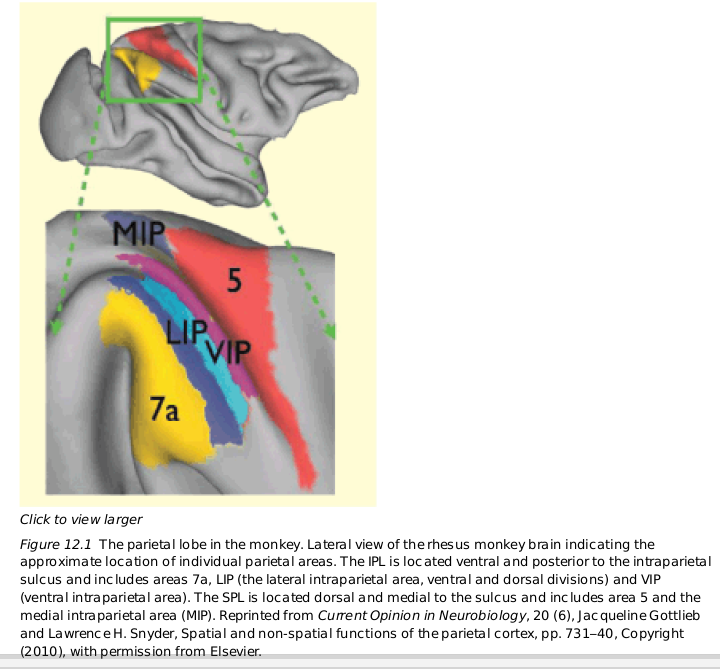 MIP
5
LIP
VIP
7a
Click to view larger
Figure 12.1 The parietal lobe in the monkey. Lateral view of the rhesus monkey brain indicating the
approximate location of individual parietal areas. The IPL is located ventral and posterior to the intraparietal
sulcus and includes areas 7a, LIP (the lateral intraparietal area, ventral and dorsal divisions) and VIP
(ventral intraparietal area). The SPL is located dorsal and medial to the sulcus and includes area 5 and the
medial intraparietal area (MIP). Reprinted from Current Opinion in Neurobiology, 20 (6), Jacqueline Gottlieb
and Lawrence H. Snyder, Spatial and non-spatial functions of the parietal cortex, pp. 731–40, Copyright
(2010), with permission from Elsevier.